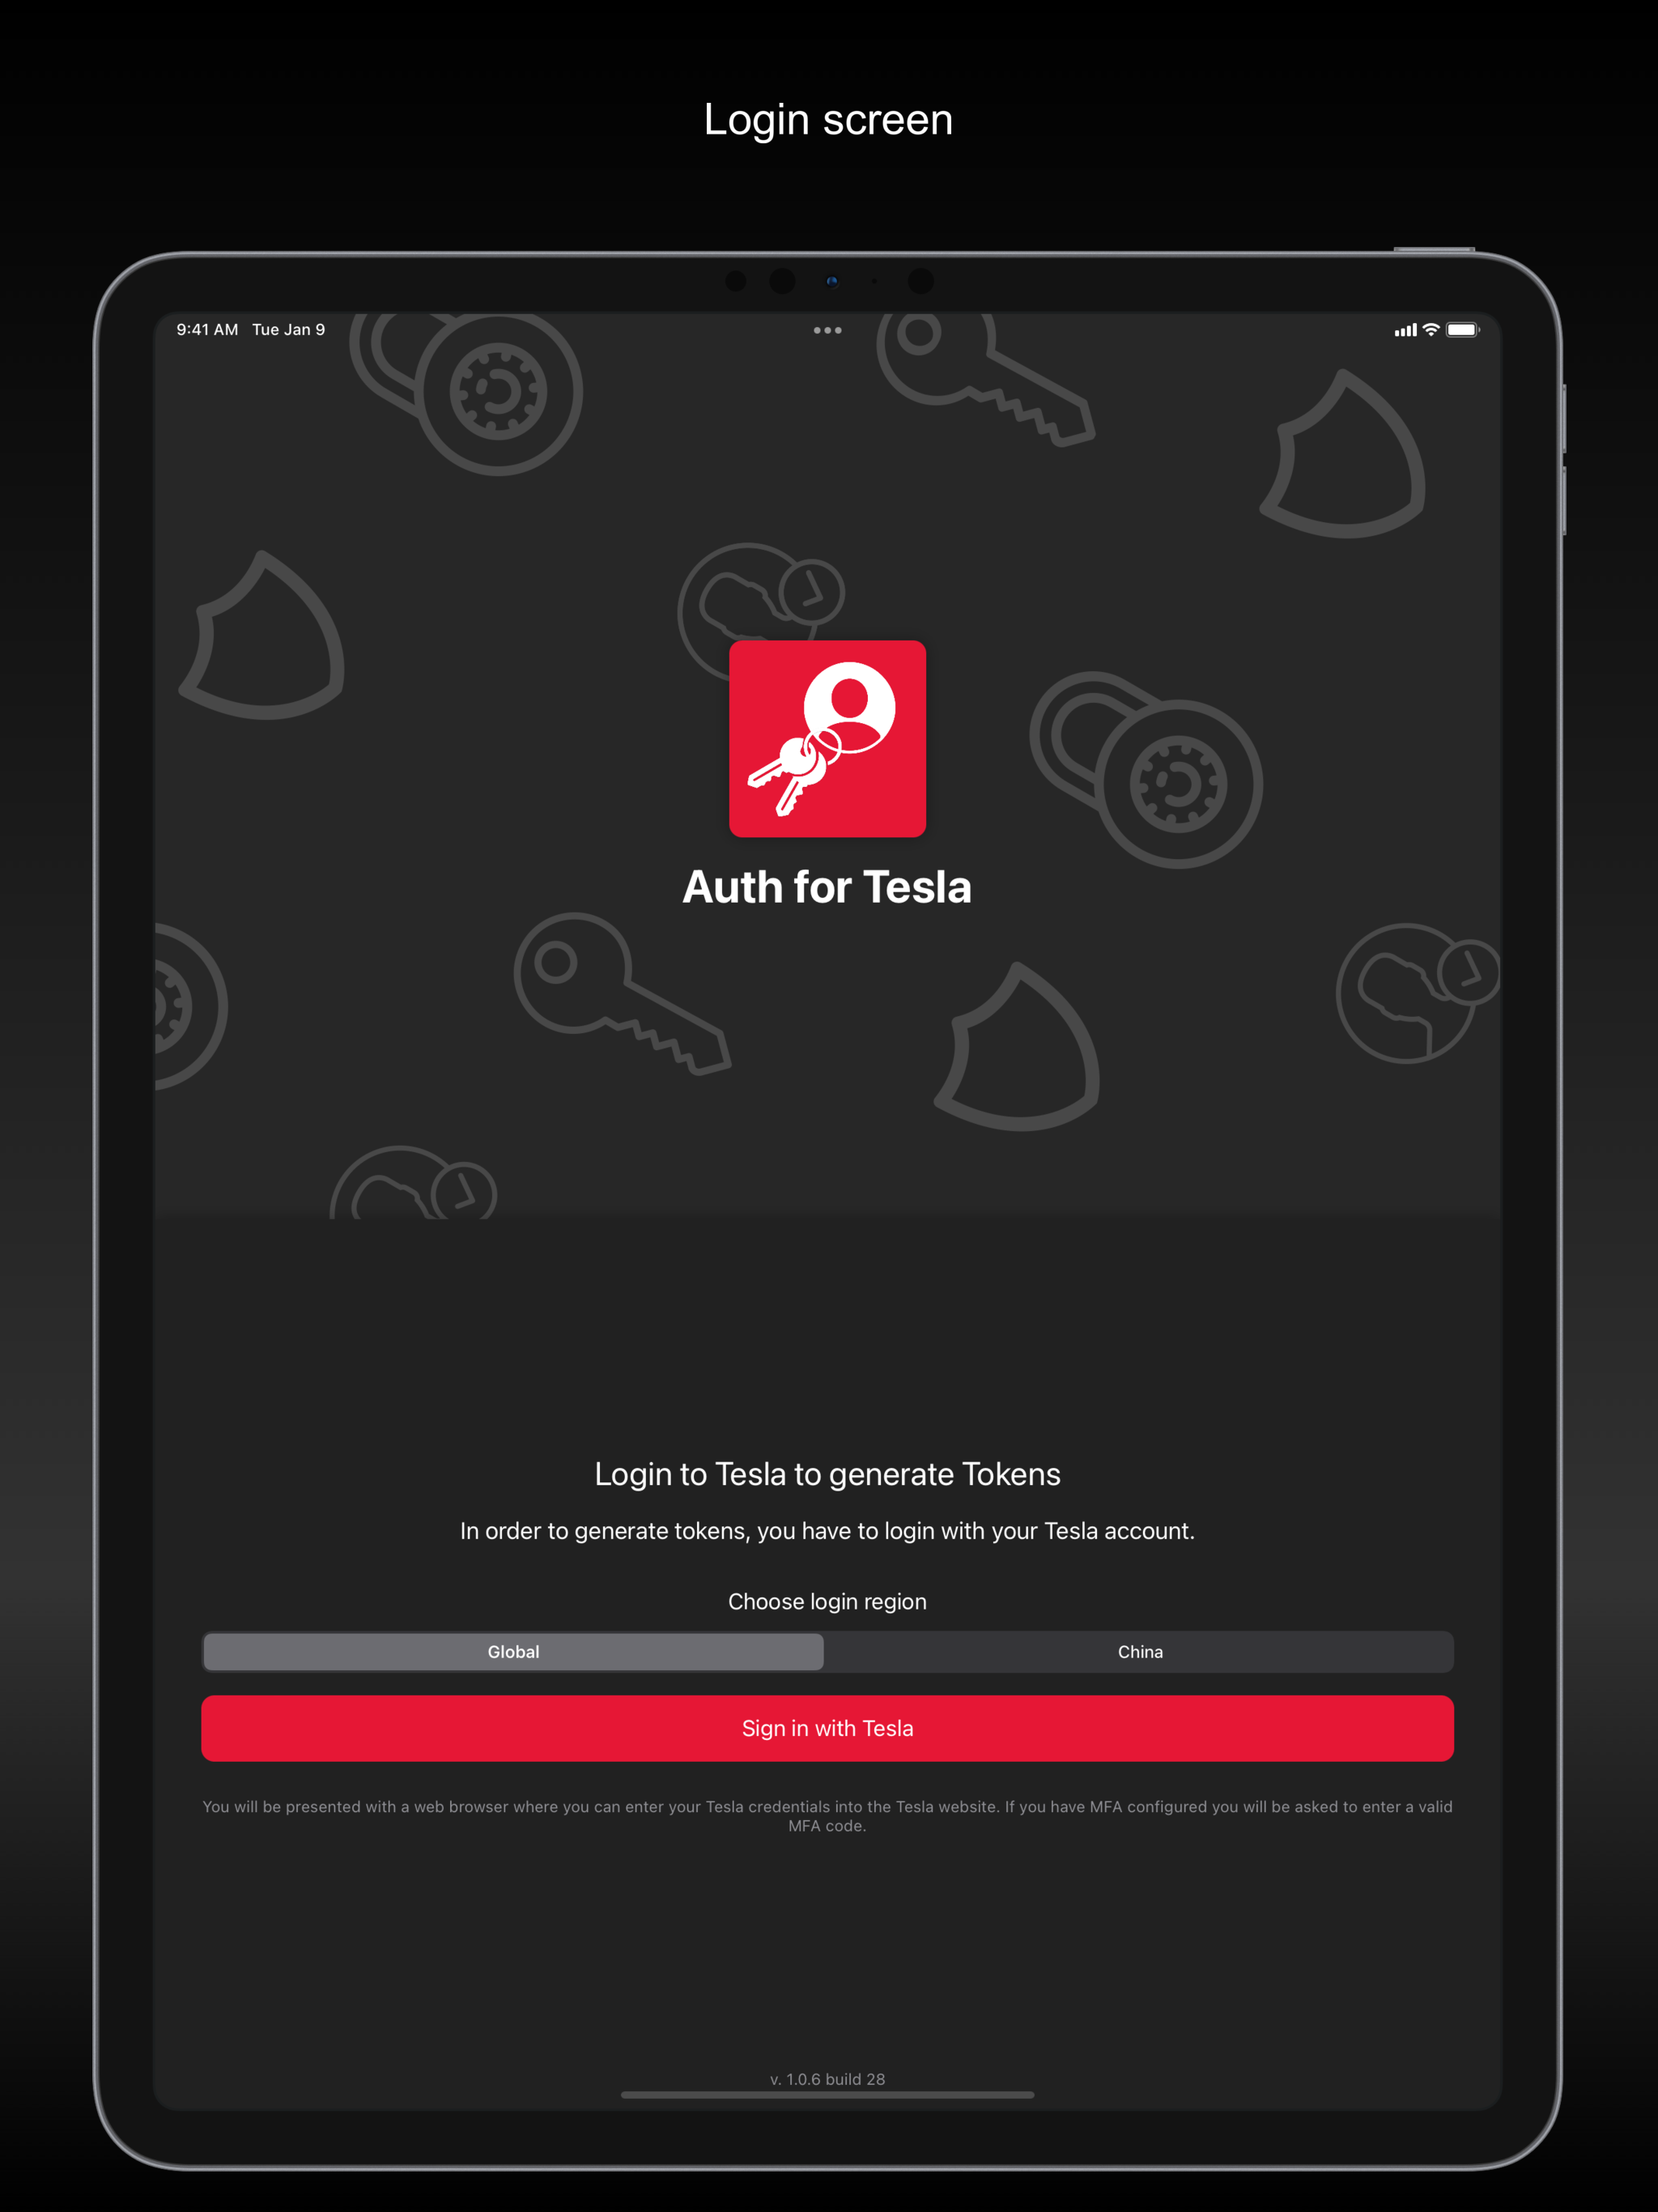 Login screen
9:41 AM Tue Jan 9
Auth for Tesla
Login to Tesla to generate Tokens
In order to generate tokens, you have to login with your Tesla account.
Choose login region
Global China
Sign in with Tesla
You will be presented with a web browser where you can enter your Tesla credentials into the Tesla website. If you have MFA configured you will be asked to enter a valid
MFA code.
v. 1.0.6 build 28